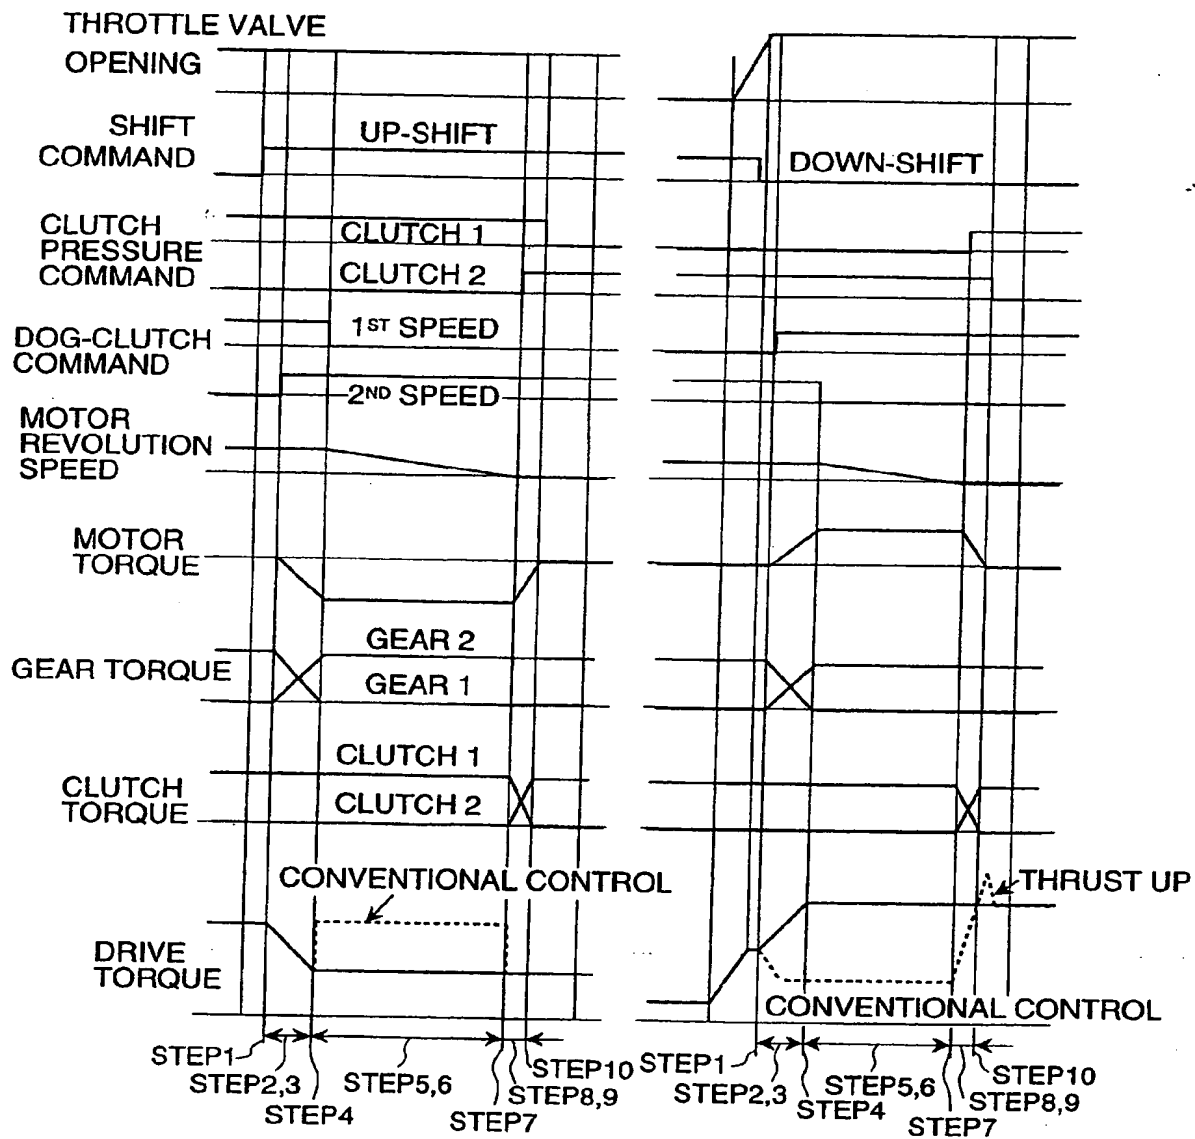 THROTTLE VALVE
OPENING
SHIFT
COMMAND
UP-SHIFT
DOWN-SHIFT
CLUTCH
PRESSURE
COMMAND
CLUTCH 1
CLUTCH 2
DOG-CLUTCH
COMMAND
1ST SPEED
2ND SPEED
MOTOR
REVOLUTION
SPEED
MOTOR
TORQUE
GEAR TORQUE
GEAR 2
GEAR 1
CLUTCH
TORQUE
CLUTCH 1
CLUTCH 2
CONVENTIONAL CONTROL
THRUST UP
DRIVE
TORQUE
CONVENTIONAL CONTROL
STEP1
STEP2,3
STEP4
STEP5,6
STEP7
STEP8,9
STEP10
STEP1
STEP2,3
STEP4
STEP5,6
STEP7
STEP8,9
STEP10